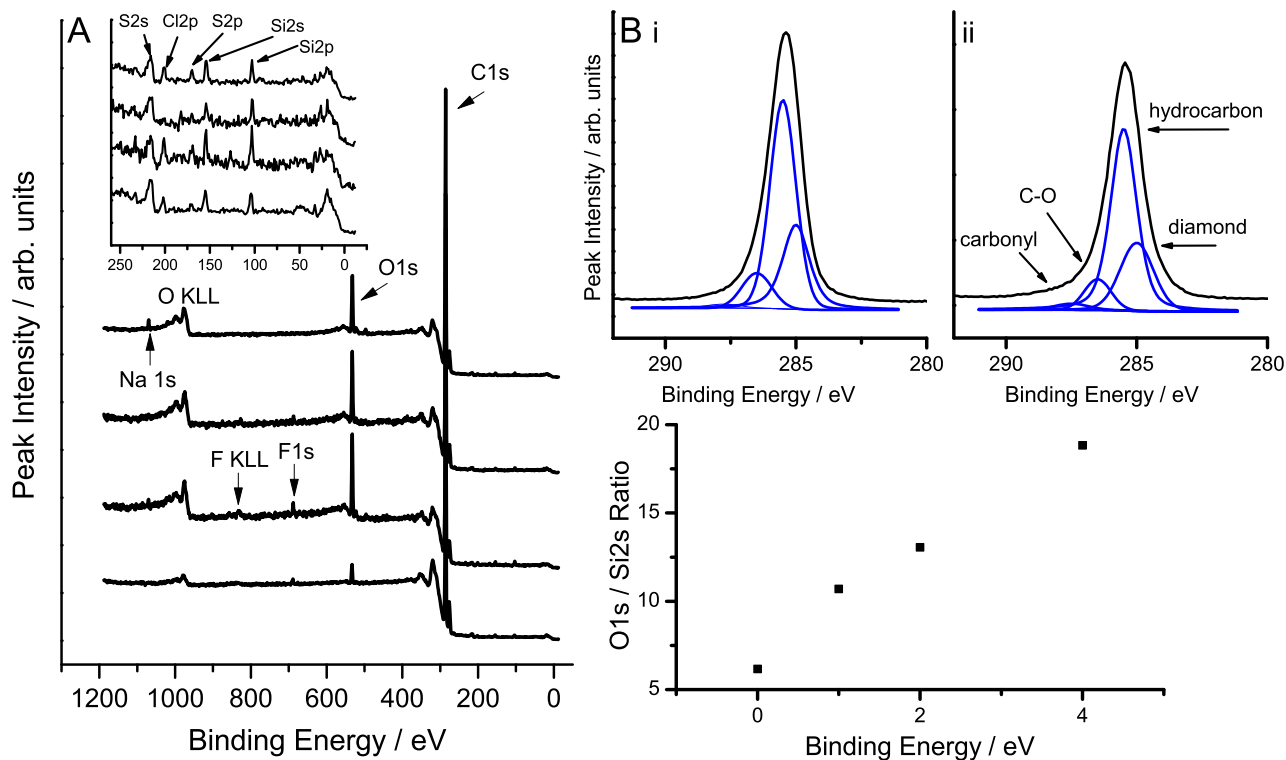 A
S2s
Cl2p
S2p
Si2s
Si2p
250 200 150 100 50 0
C1s
O1s
O KLL
Na 1s
F KLL
F1s
Peak Intensity / arb. units
1200 1000 800 600 400 200 0
Binding Energy / eV
B i
Peak Intensity / arb. units
290 285 280
Binding Energy / eV
ii
hydrocarbon
C-O
carbonyl
diamond
290 285 280
Binding Energy / eV
20
15
10
5
O1s / Si2s Ratio
0 2 4
Binding Energy / eV